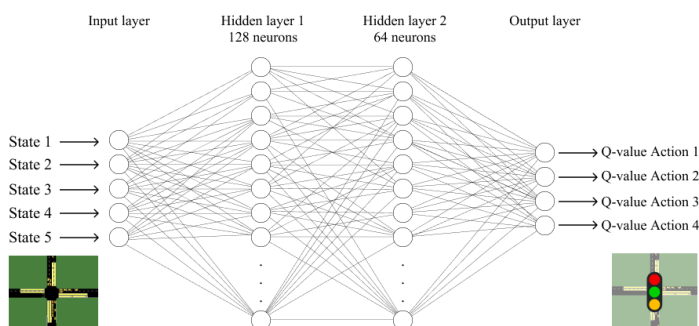 Input layer
Hidden layer 1
128 neurons
Hidden layer 2
64 neurons
Output layer
State 1
State 2
State 3
State 4
State 5
Q-value Action 1
Q-value Action 2
Q-value Action 3
Q-value Action 4